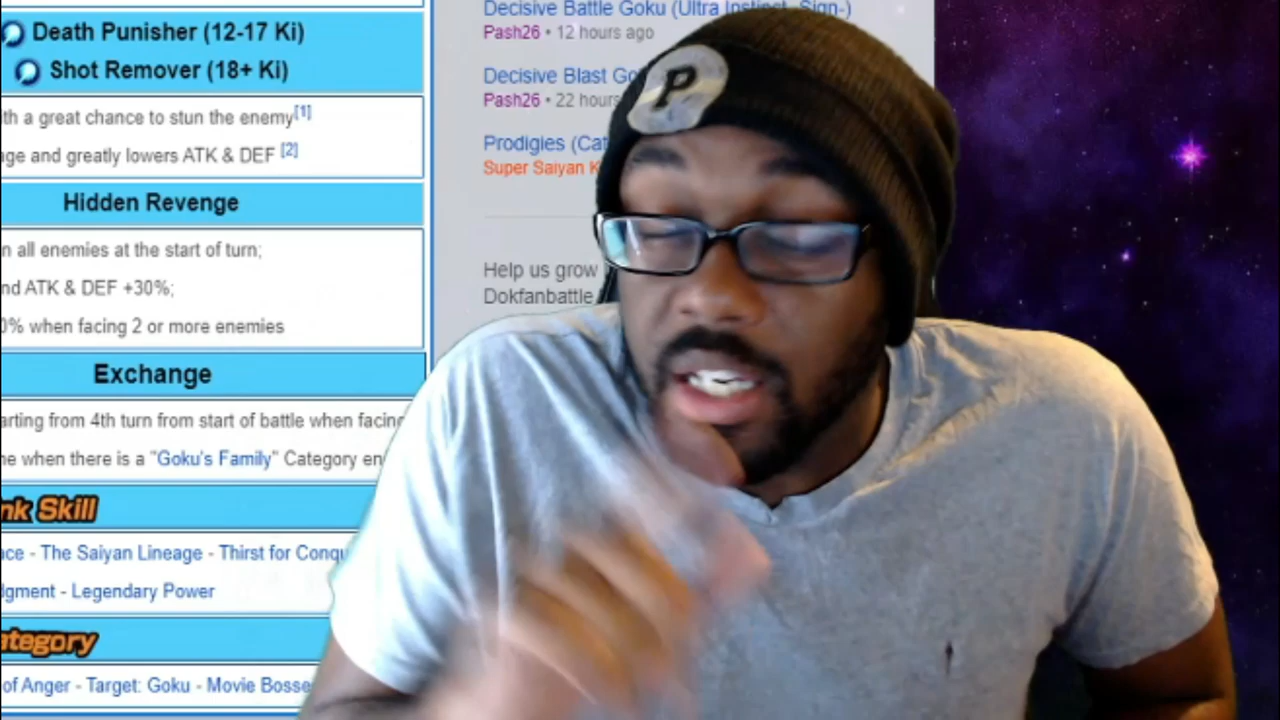 Death Punisher (12-17 Ki)
Shot Remover (18+ Ki)
th a great chance to stun the enemy[1]
age and greatly lowers ATK & DEF [2]
Hidden Revenge
n all enemies at the start of turn;
nd ATK & DEF +30%;
0% when facing 2 or more enemies
Exchange
arting from 4th turn from start of battle when facing
ne when there is a "Goku's Family" Category en
nk Skill
ace - The Saiyan Lineage - Thirst for Conqu
dgment - Legendary Power
ategory
of Anger - Target: Goku - Movie Bosse
Decisive Battle Goku (Ultra Instinct -Sign-)
Pash26 • 12 hours ago
Decisive Blast Go
Pash26 • 22 hours
Prodigies (Cat
Super Saiyan K
Help us grow
Dokfanbattle
P